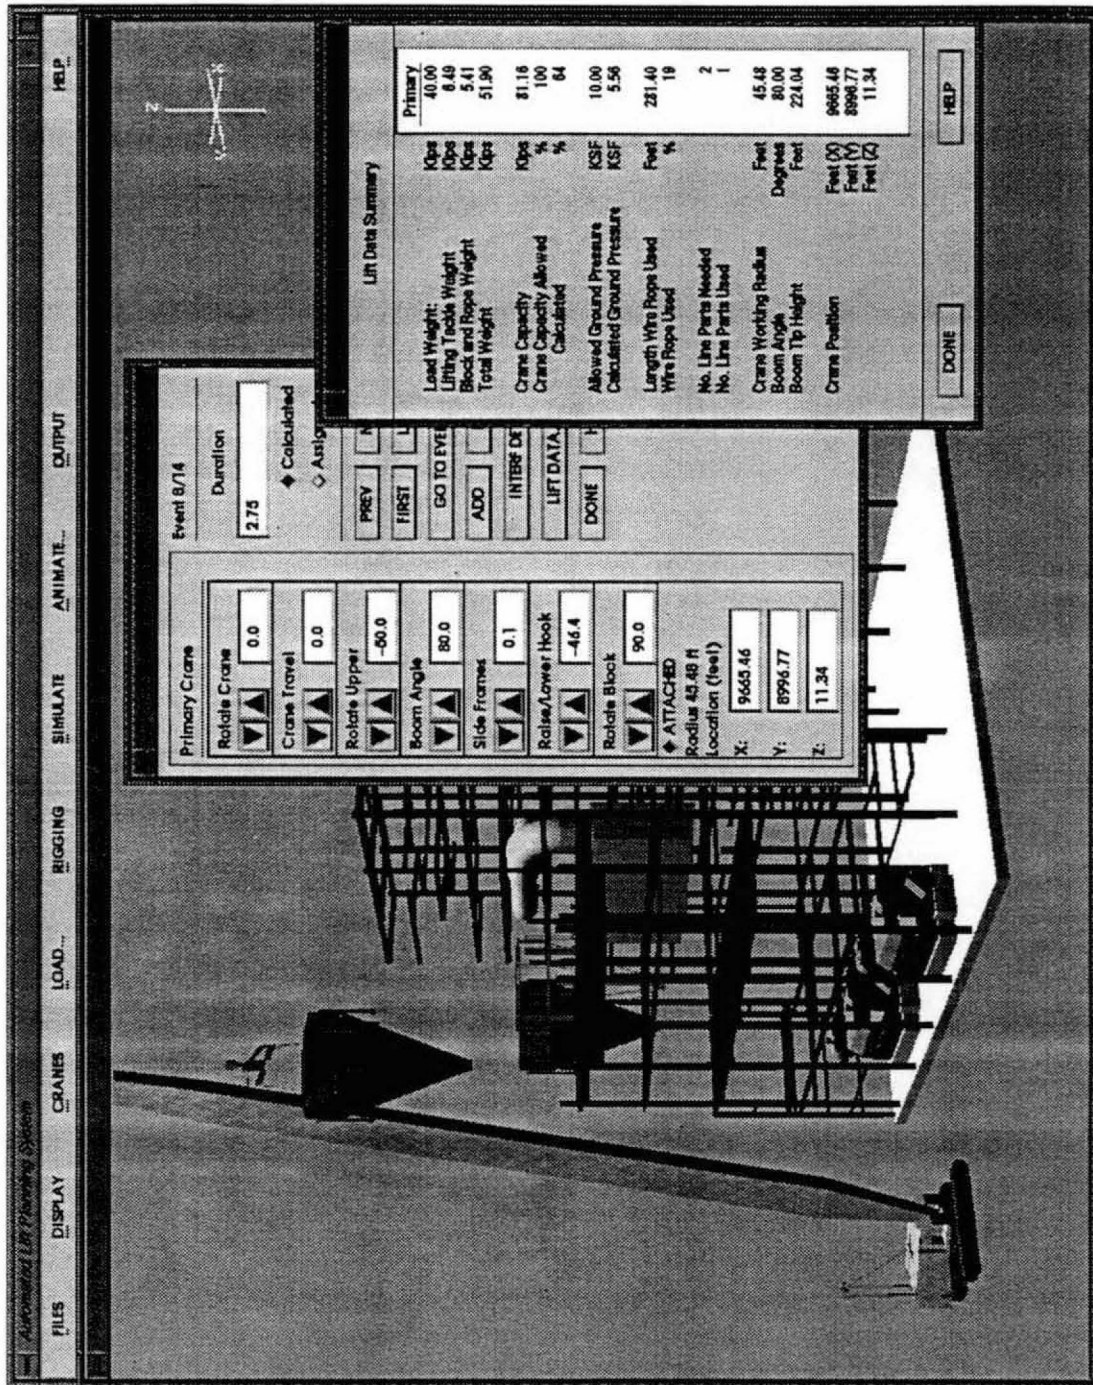 Automated Lift Planning System
FILES DISPLAY CRANES LOAD... RIGGING SIMULATE ANIMATE... OUTPUT HELP
Z
Y
X
Primary Crane
Rotate Crane
0.0
Crane Travel
0.0
Rotate Upper
-50.0
Boom Angle
80.0
Side Frames
0.1
Raise/Lower Hook
-46.4
Rotate Block
90.0
ATTACHED
Radius 45.48 ft
Location (feet)
X: 9665.46
Y: 8996.77
Z: 11.34
Event 8/14
Duration
2.75
Calculated
PREV
FIRST
GO TO
ADD
LIFT DATA
DONE
Lift Data Summary
Primary
Load Weight: Kips 40.00
Lifting Tackle Weight Kips 6.49
Block and Rope Weight Kips 5.41
Total Weight Kips 51.90
Crane Capacity Kips 81.16
Crane Capacity Allowed % 100
Calculated % 64
Allowed Ground Pressure KSF 10.00
Calculated Ground Pressure KSF 5.56
Length Wire Rope Used Feet 281.40
Wire Rope Used % 19
No. Line Parts Needed 2
No. Line Parts Used 1
Crane Working Radius Feet 45.48
Boom Angle Degrees 80.00
Boom Tip Height Feet 224.04
Crane Position Feet (X) 9665.46
Feet (Y) 8996.77
Feet (Z) 11.34
DONE HELP